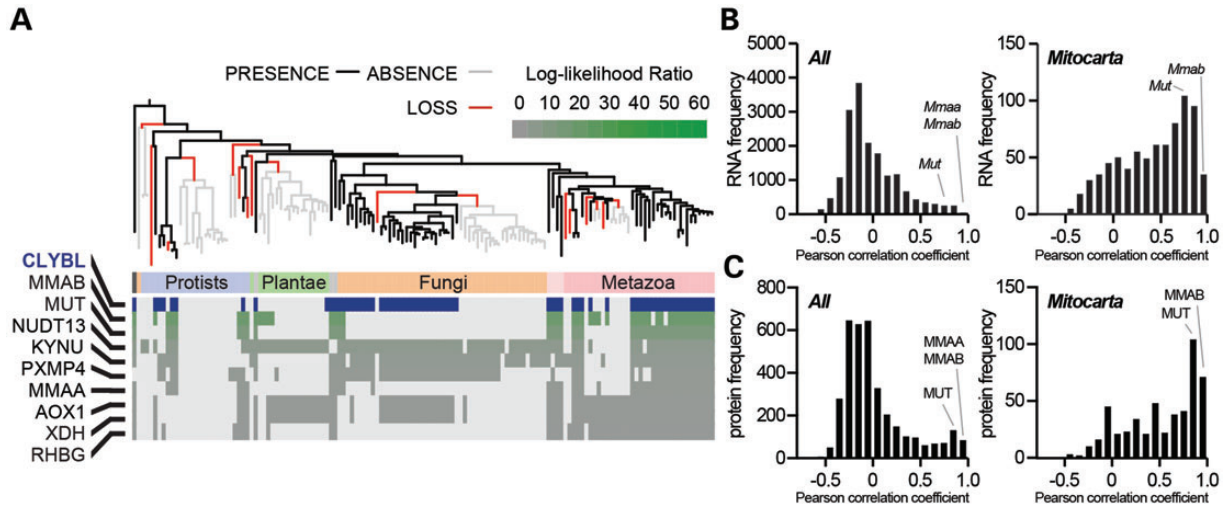 A
PRESENCE ABSENCE
LOSS
Log-likelihood Ratio
0 10 20 30 40 50 60
CLYBL
MMAB
MUT
NUDT13
KYNU
PXMP4
MMAA
AOX1
XDH
RHBG
Protists Plantae Fungi Metazoa
B
All
RNA frequency
5000
4000
3000
2000
1000
0
Mmaa
Mmab
Mut
-0.5 0 0.5 1.0
Pearson correlation coefficient
Mitocarta
RNA frequency
150
100
50
0
Mmab
Mut
-0.5 0 0.5 1.0
Pearson correlation coefficient
C
All
protein frequency
800
600
400
200
0
MMAA
MMAB
MUT
-0.5 0 0.5 1.0
Pearson correlation coefficient
Mitocarta
protein frequency
150
100
50
0
MMAB
MUT
-0.5 0 0.5 1.0
Pearson correlation coefficient